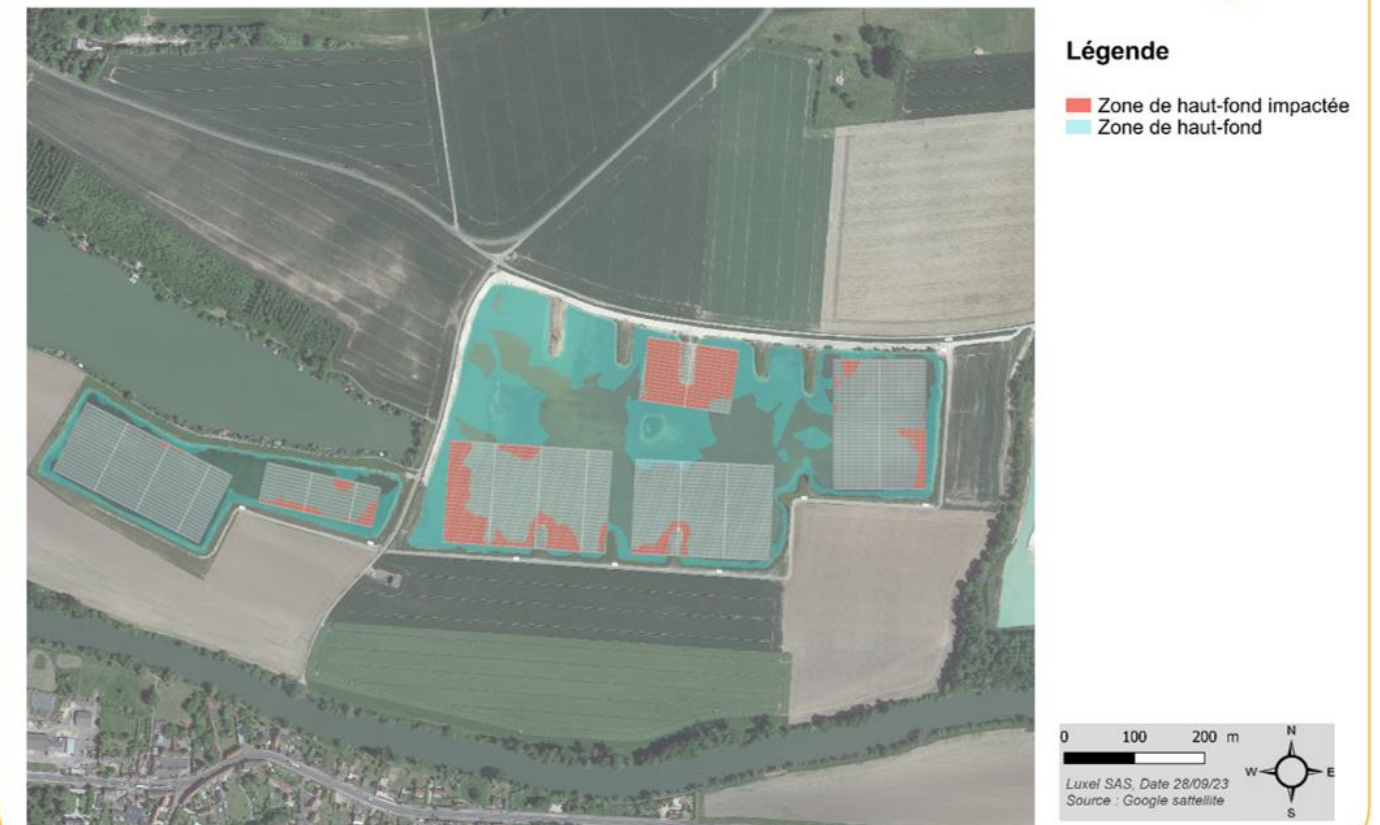 Légende
Zone de haut-fond impactée
Zone de haut-fond
0 100 200 m
N
W E
S
Luxel SAS, Date 28/09/23
Source : Google sattellite